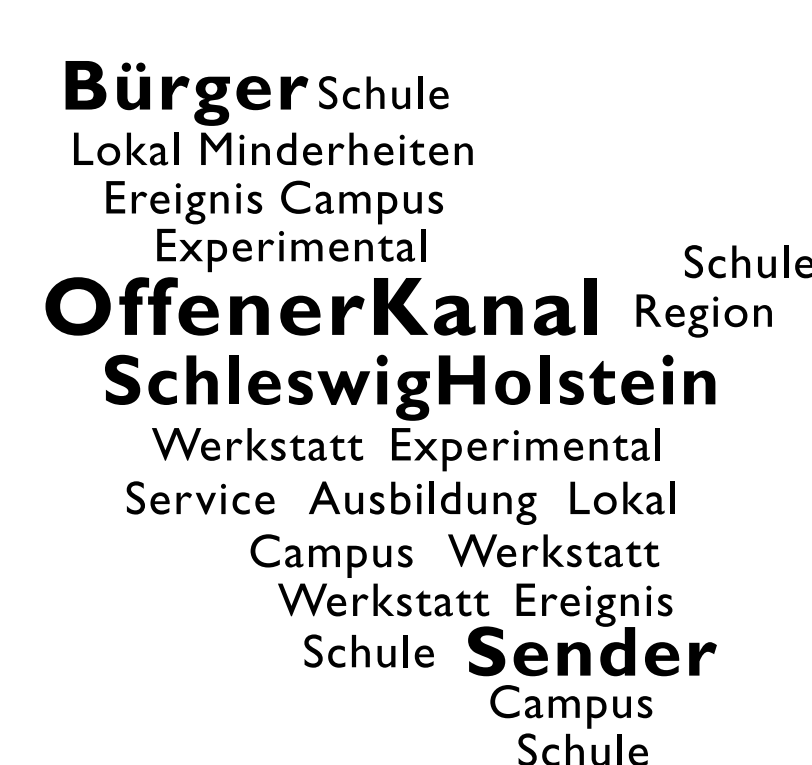 Bürger Schule
Lokal Minderheiten
Ereignis Campus
Experimental
Schule
OffenerKanal Region
SchleswigHolstein
Werkstatt Experimental
Service Ausbildung Lokal
Campus Werkstatt
Werkstatt Ereignis
Schule Sender
Campus
Schule